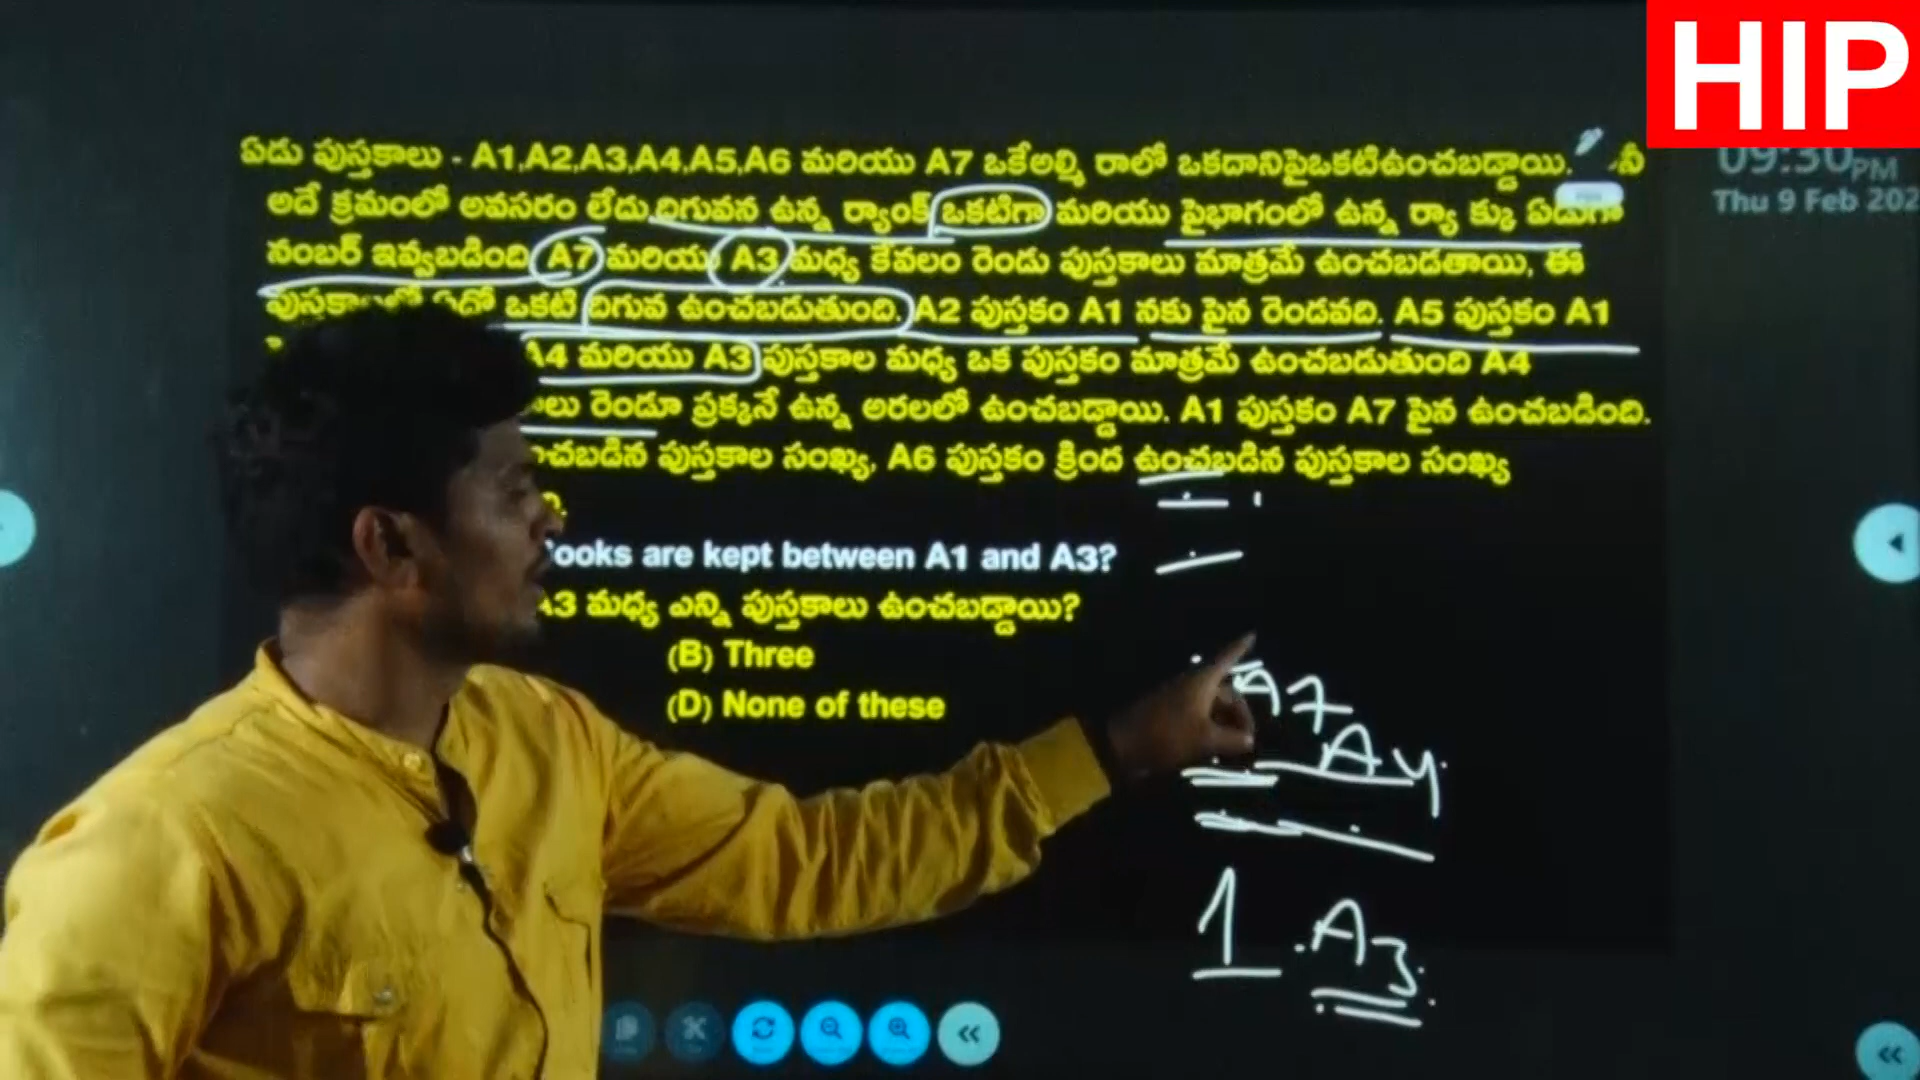 HIP
09:30PM
Thu 9 Feb 202
ఏడు పుస్తకాలు - A1,A2,A3,A4,A5,A6 మరియు A7 ఒకేఅల్మి రాలో ఒకదానిపైఒకటిఉంచబడ్డాయి.
అదే క్రమంలో అవసరం లేదు,దిగువన ఉన్న ర్యాంక్ ఒకటిగా మరియు పైభాగంలో ఉన్న ర్యా క్కు ఏడుగా
నంబర్ ఇవ్వబడింది A7 మరియు A3 మధ్య కేవలం రెండు పుస్తకాలు మాత్రమే ఉంచబడతాయి, ఈ
ఒకటి దిగువ ఉంచబడుతుంది. A2 పుస్తకం A1 నకు పైన రెండవది. A5 పుస్తకం A1
A4 మరియు A3 పుస్తకాల మధ్య ఒక పుస్తకం మాత్రమే ఉంచబడుతుంది A4
రెండూ ప్రక్కనే ఉన్న అరలలో ఉంచబడ్డాయి. A1 పుస్తకం A7 పైన ఉంచబడింది.
పుస్తకాల సంఖ్య, A6 పుస్తకం క్రింద ఉంచబడిన పుస్తకాల సంఖ్య
ooks are kept between A1 and A3?
A3 మధ్య ఎన్ని పుస్తకాలు ఉంచబడ్డాయి?
(B) Three
(D) None of these
A7
A4
1 A3